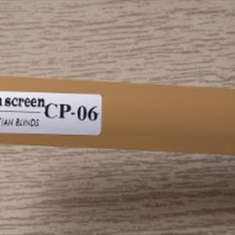 screen CP-06
TIAN BLINDS